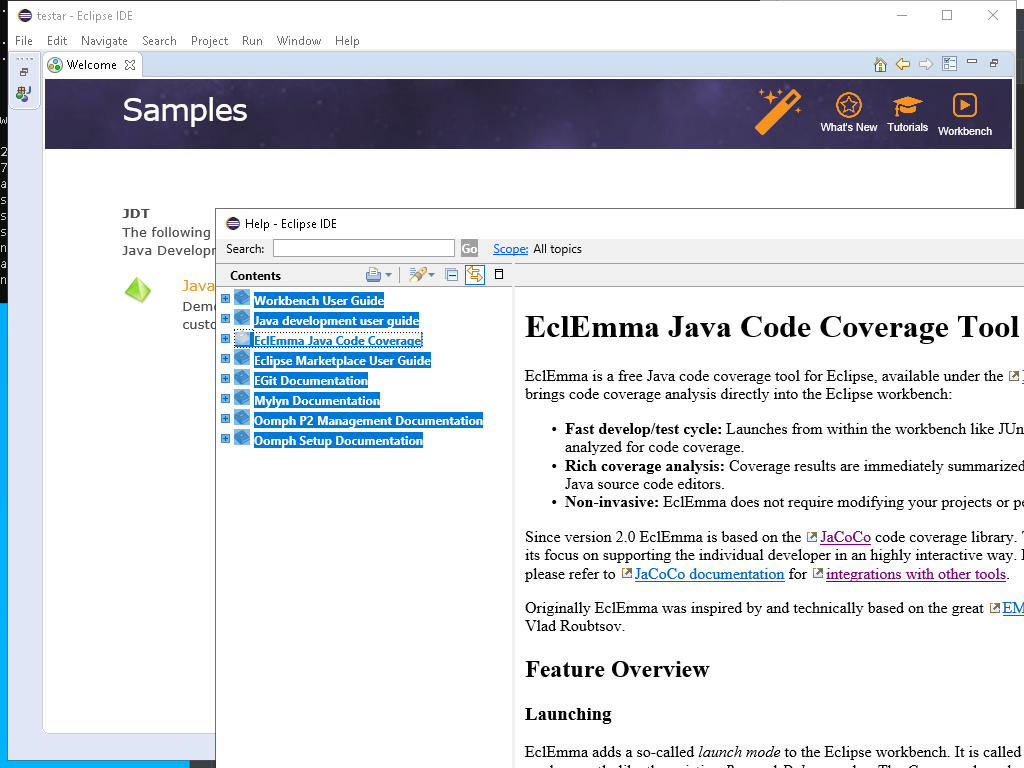 testar - Eclipse IDE
File Edit Navigate Search Project Run Window Help
Welcome
Samples
What's New
Tutorials
Workbench
JDT
The following
Java Develop
Java
Demo
custo
Help - Eclipse IDE
Search:
Go
Scope: All topics
Contents
Workbench User Guide
Java development user guide
EclEmma Java Code Coverage
Eclipse Marketplace User Guide
EGit Documentation
Mylyn Documentation
Oomph P2 Management Documentation
Oomph Setup Documentation
EclEmma Java Code Coverage Tool
EclEmma is a free Java code coverage tool for Eclipse, available under the
brings code coverage analysis directly into the Eclipse workbench:
• Fast develop/test cycle: Launches from within the workbench like JUn
analyzed for code coverage.
• Rich coverage analysis: Coverage results are immediately summarized
Java source code editors.
• Non-invasive: EclEmma does not require modifying your projects or pe
Since version 2.0 EclEmma is based on the JaCoCo code coverage library.
its focus on supporting the individual developer in an highly interactive way.
please refer to JaCoCo documentation for integrations with other tools.
Originally EclEmma was inspired by and technically based on the great EM
Vlad Roubtsov.
Feature Overview
Launching
EclEmma adds a so-called launch mode to the Eclipse workbench. It is called